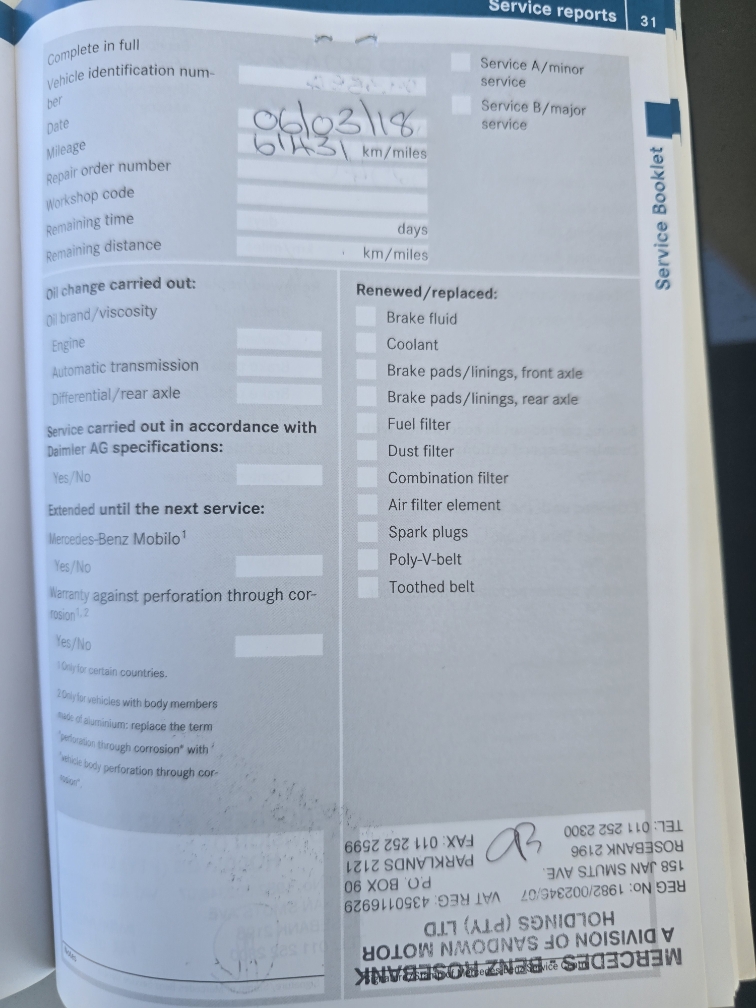 Service reports 31
Complete in full
Vehicle identification num-
ber
Date 06/03/18
Mileage 61431 km/miles
Repair order number
Workshop code
Remaining time days
Remaining distance km/miles
Service A/minor
service
Service B/major
service
Service Booklet
Oil change carried out:
Oil brand/viscosity
Engine
Automatic transmission
Differential/rear axle
Service carried out in accordance with
Daimler AG specifications:
Yes/No
Extended until the next service:
Mercedes-Benz Mobilo¹
Yes/No
Warranty against perforation through cor-
rosion¹,²
Yes/No
1 Only for certain countries.
2 Only for vehicles with body members
made of aluminium: replace the term
"perforation through corrosion" with
"vehicle body perforation through cor-
rosion".
Renewed/replaced:
Brake fluid
Coolant
Brake pads/linings, front axle
Brake pads/linings, rear axle
Fuel filter
Dust filter
Combination filter
Air filter element
Spark plugs
Poly-V-belt
Toothed belt
MERCEDES - BENZ ROSEBANK
A DIVISION OF SANDOWN MOTOR
HOLDINGS (PTY) LTD
REG No: 1982/002346/07 VAT REG: 4350116929
158 JAN SMUTS AVE. P.O. BOX 90
ROSEBANK 2196 PARKLANDS 2121
TEL: 011 252 2300 FAX: 011 252 2599